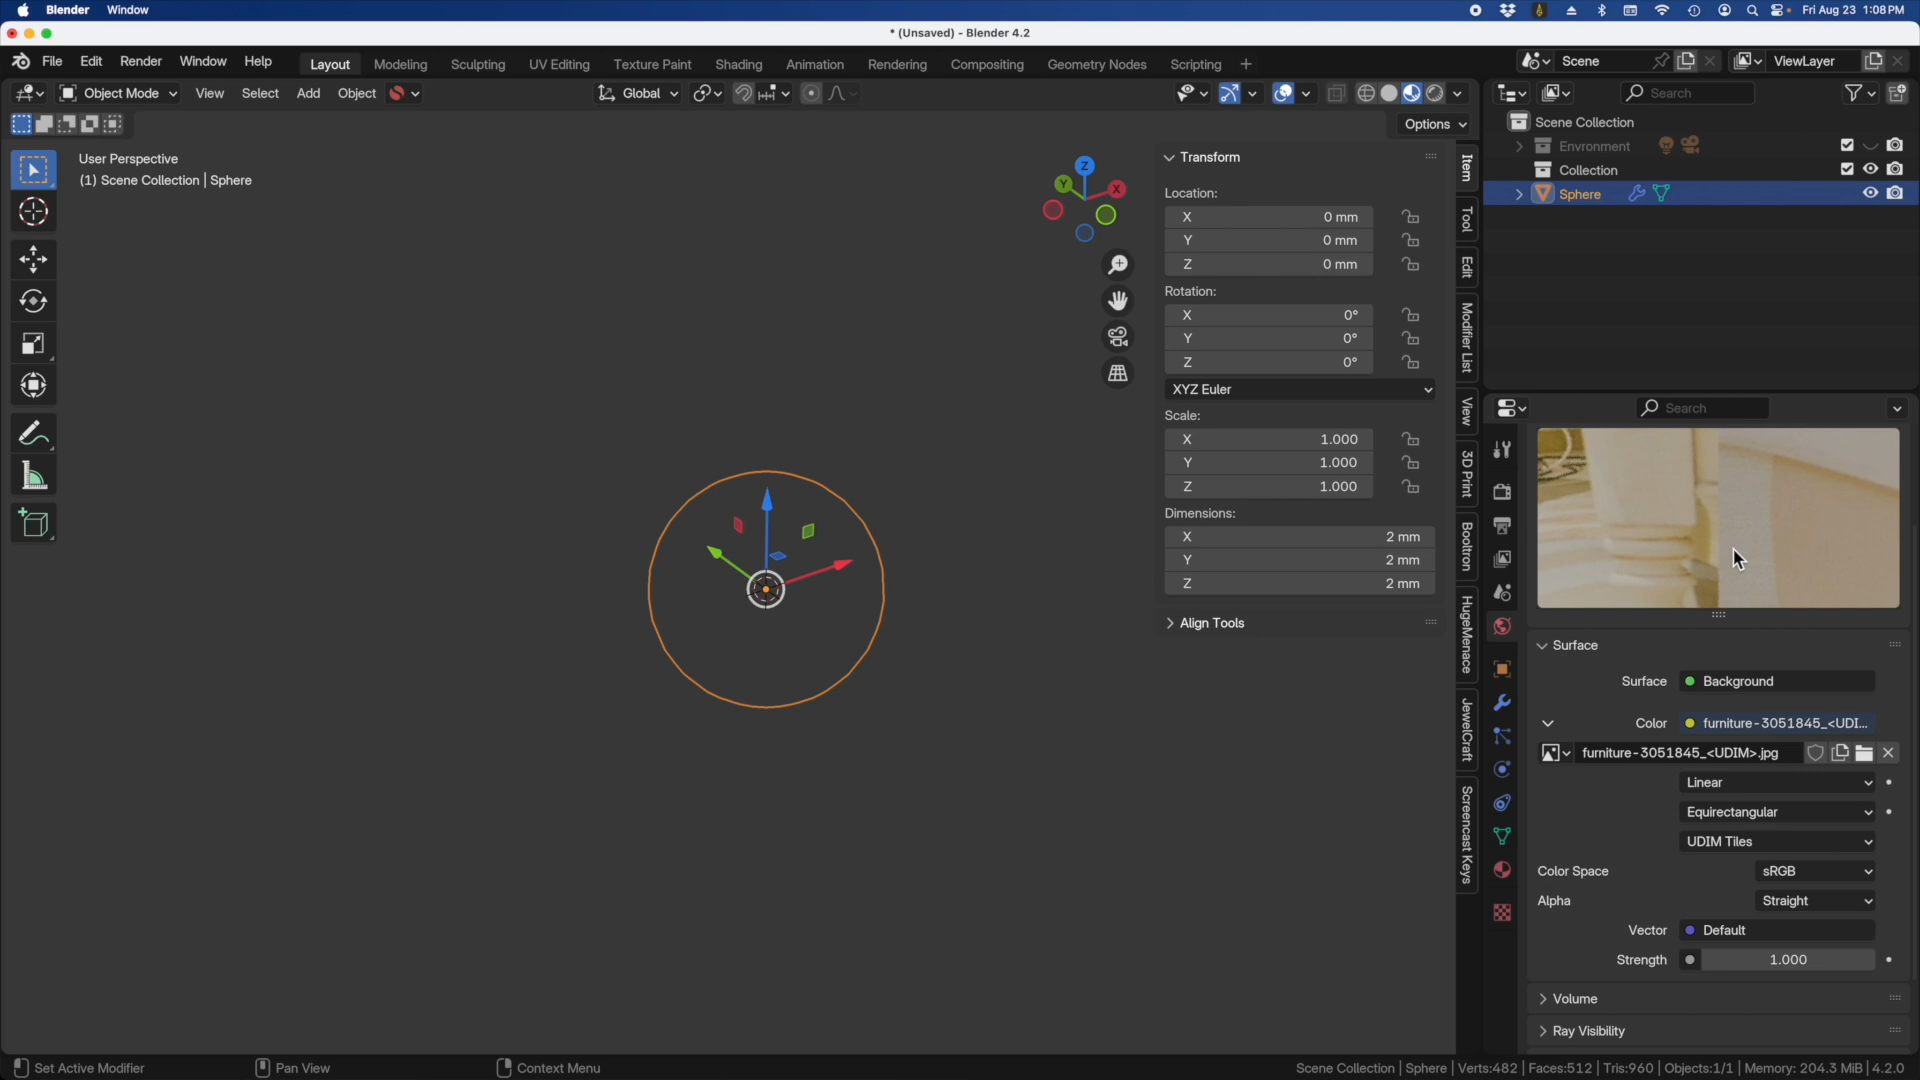 Blender Window Fri Aug 23 1:08 PM
* (Unsaved) - Blender 4.2
File Edit Render Window Help Layout Modeling Sculpting UV Editing Texture Paint Shading Animation Rendering Compositing Geometry Nodes Scripting + Scene ViewLayer
Object Mode View Select Add Object Global Search
Options
User Perspective
(1) Scene Collection | Sphere
Z
Y
X
Transform
Location:
X 0 mm
Y 0 mm
Z 0 mm
Rotation:
X 0°
Y 0°
Z 0°
XYZ Euler
Scale:
X 1.000
Y 1.000
Z 1.000
Dimensions:
X 2 mm
Y 2 mm
Z 2 mm
Align Tools
Item
Tool
Edit
Modifier List
View
3D Print
Booltron
HugeMenace
JewelCraft
Screencast Keys
Scene Collection
Environment
Collection
Sphere
Search
Surface
Surface Background
Color furniture-3051845_<UDI...
furniture-3051845_<UDIM>.jpg
Linear
Equirectangular
UDIM Tiles
Color Space sRGB
Alpha Straight
Vector Default
Strength 1.000
Volume
Ray Visibility
Set Active Modifier Pan View Context Menu Scene Collection | Sphere | Verts:482 | Faces:512 | Tris:960 | Objects:1/1 | Memory: 204.3 MiB | 4.2.0